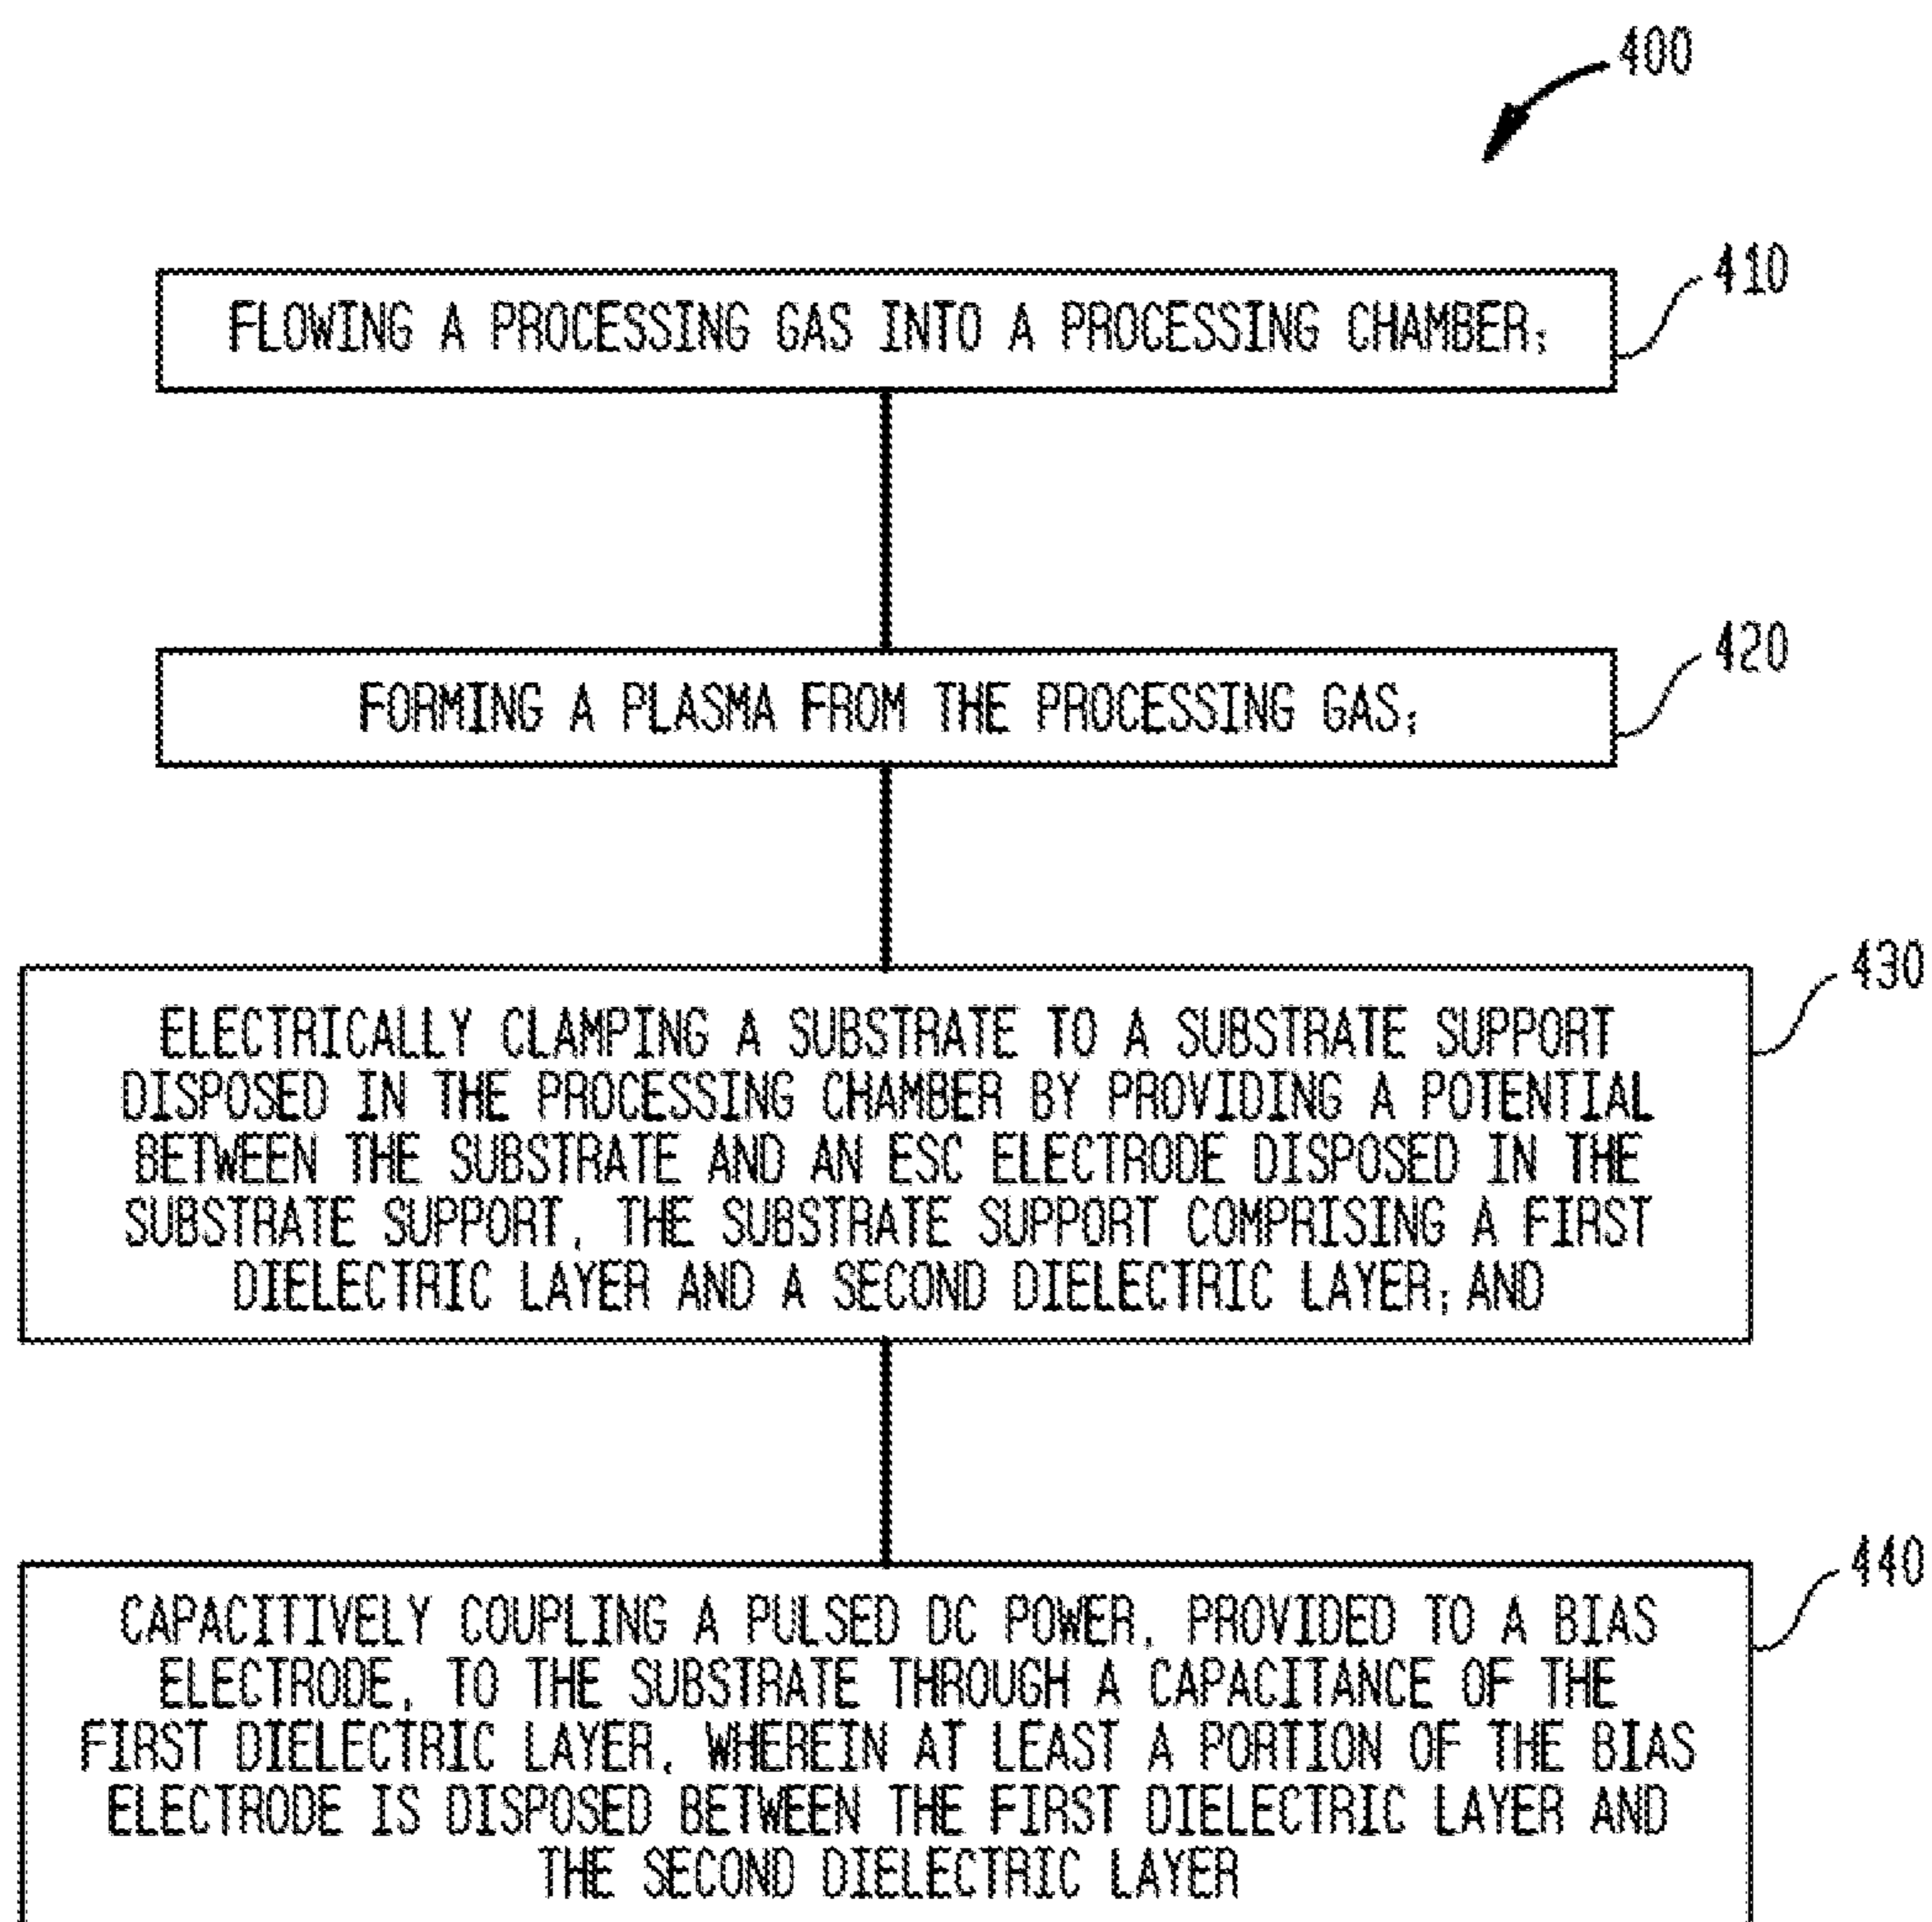 400
410
FLOWING A PROCESSING GAS INTO A PROCESSING CHAMBER;
420
FORMING A PLASMA FROM THE PROCESSING GAS;
430
ELECTRICALLY CLAMPING A SUBSTRATE TO A SUBSTRATE SUPPORT
DISPOSED IN THE PROCESSING CHAMBER BY PROVIDING A POTENTIAL
BETWEEN THE SUBSTRATE AND AN ESC ELECTRODE DISPOSED IN THE
SUBSTRATE SUPPORT, THE SUBSTRATE SUPPORT COMPRISING A FIRST
DIELECTRIC LAYER AND A SECOND DIELECTRIC LAYER; AND
440
CAPACITIVELY COUPLING A PULSED DC POWER, PROVIDED TO A BIAS
ELECTRODE, TO THE SUBSTRATE THROUGH A CAPACITANCE OF THE
FIRST DIELECTRIC LAYER, WHEREIN AT LEAST A PORTION OF THE BIAS
ELECTRODE IS DISPOSED BETWEEN THE FIRST DIELECTRIC LAYER AND
THE SECOND DIELECTRIC LAYER